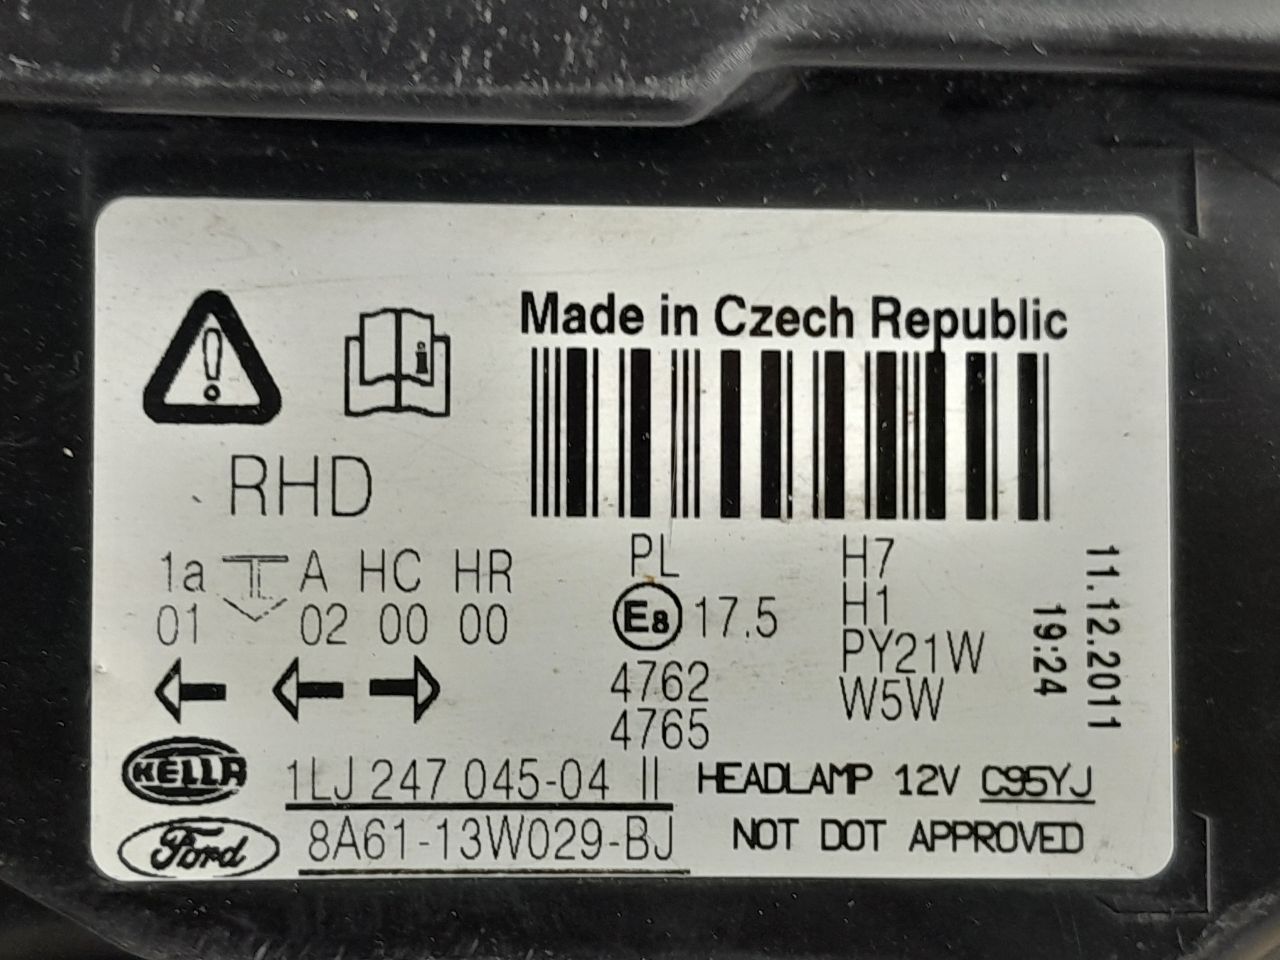 Made in Czech Republic
RHD
1a A HC HR
01 02 00 00
PL
E8 17.5
4762
4765
H7
H1
PY21W
W5W
11.12.2011
19:24
HELLA 1LJ 247 045-04 II HEADLAMP 12V C95YJ
Ford 8A61-13W029-BJ NOT DOT APPROVED